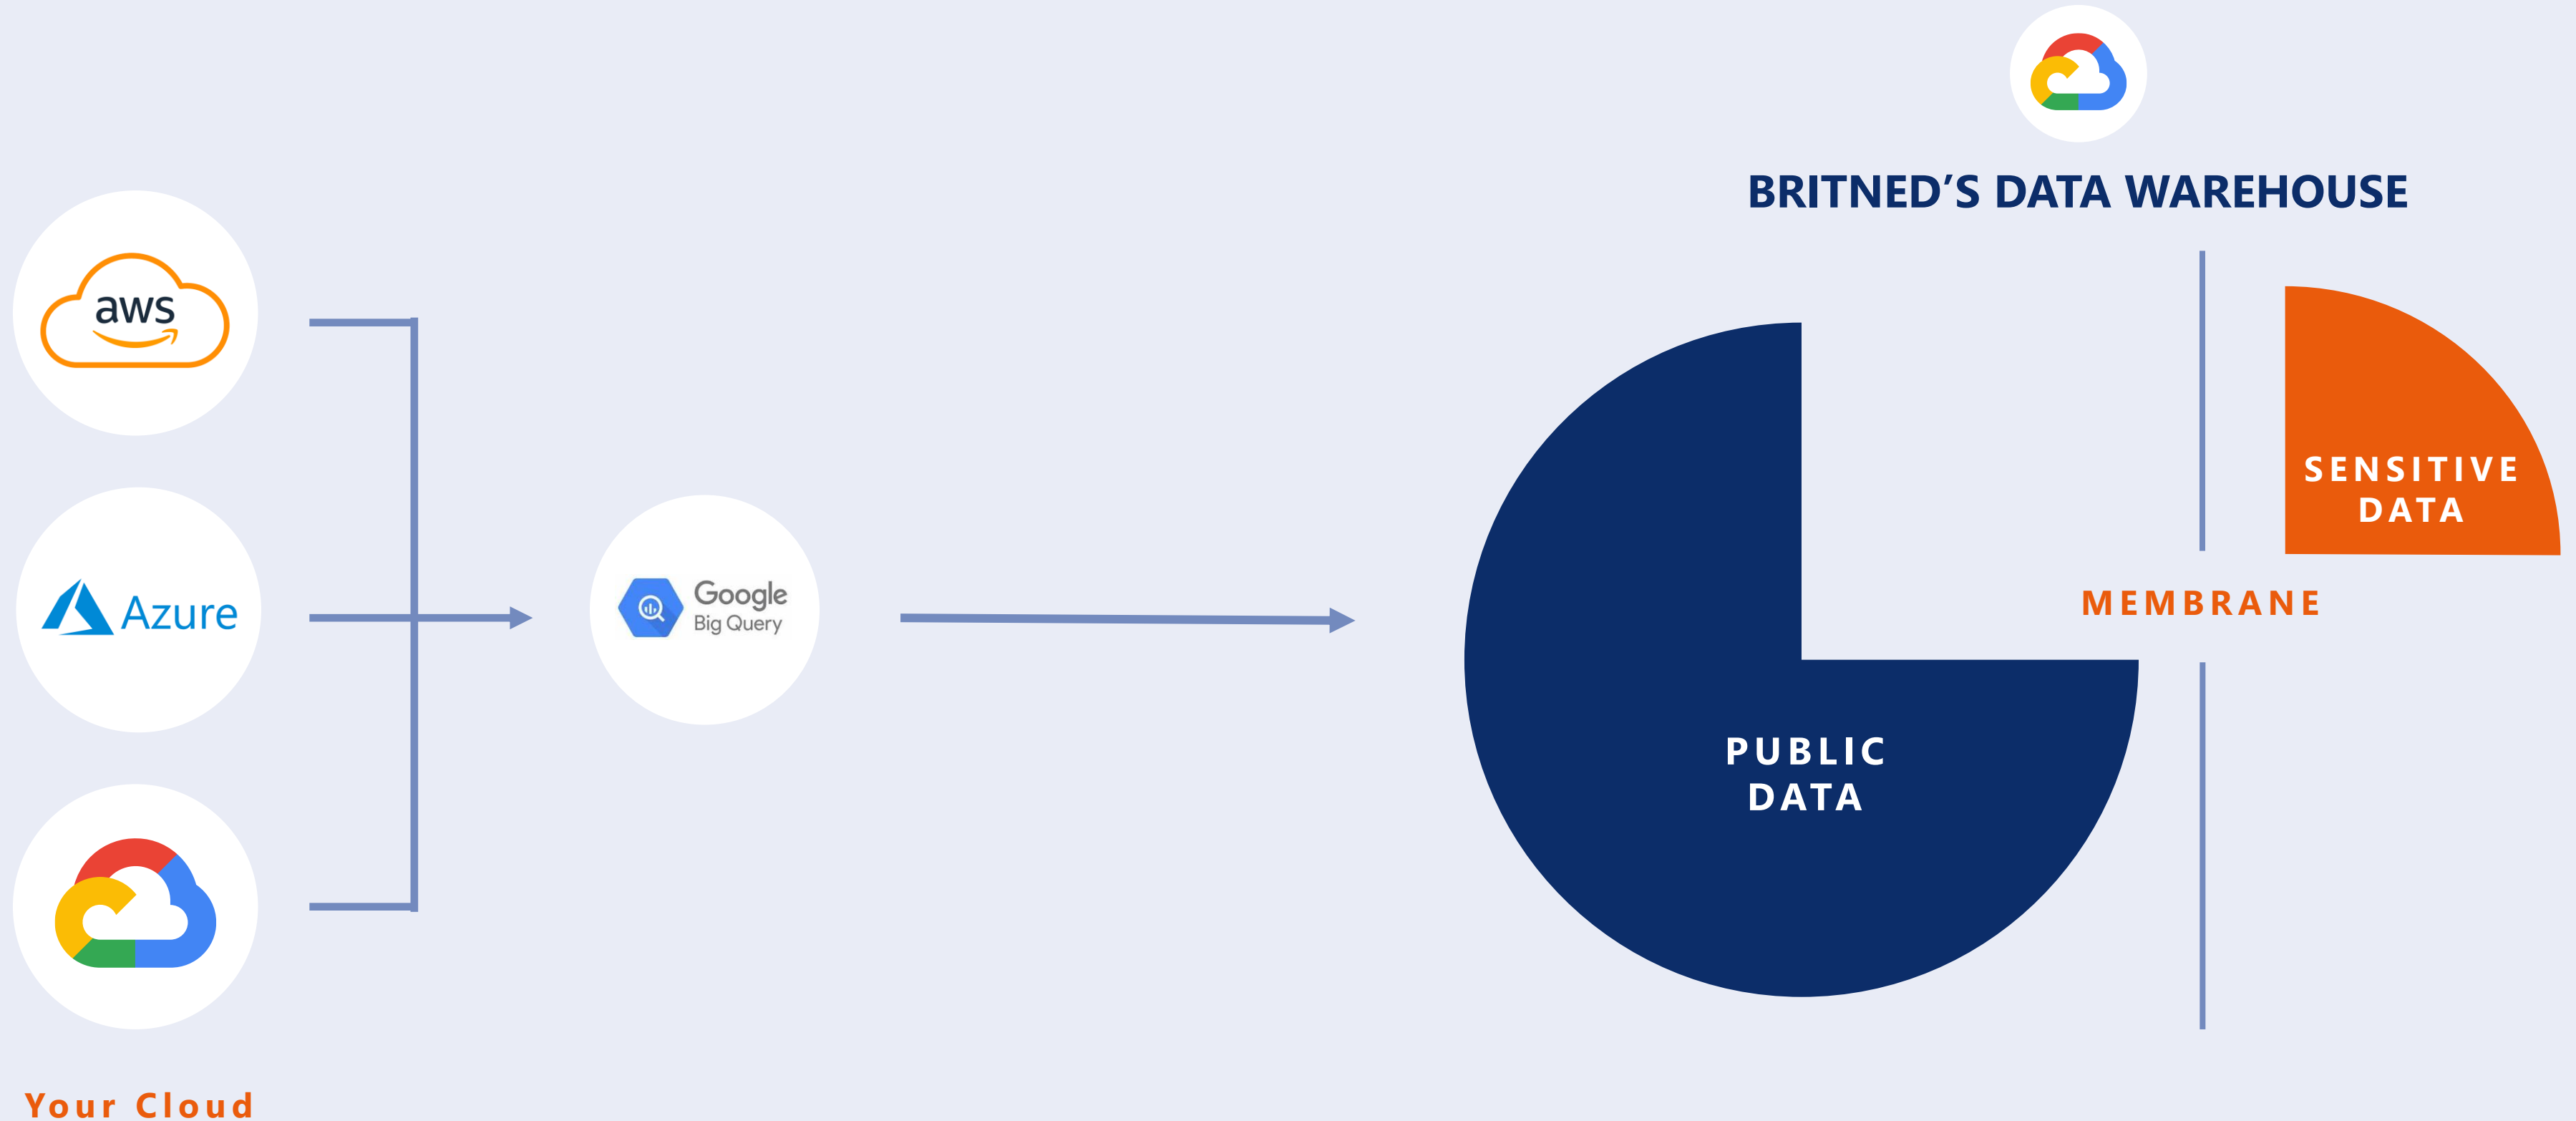 BRITNED’S DATA WAREHOUSE
aws
Azure
Google
Big Query
SENSITIVE
DATA
MEMBRANE
PUBLIC
DATA
Your Cloud